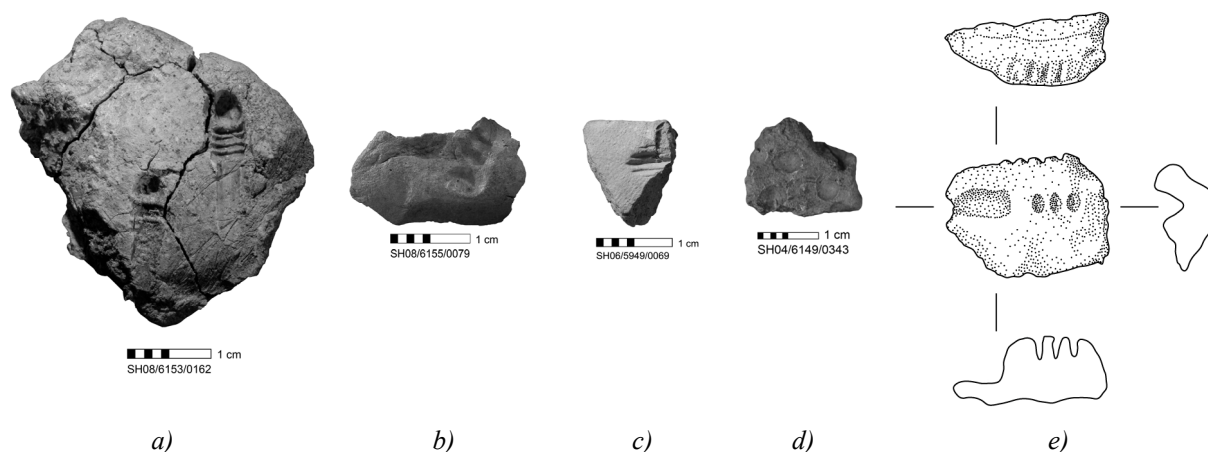 1 cm
SH08/6153/0162
1 cm
SH08/6155/0079
1 cm
SH06/5949/0069
1 cm
SH04/6149/0343
a) b) c) d) e)